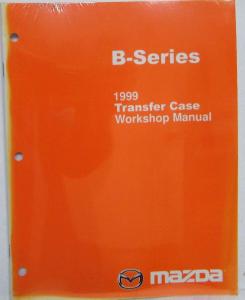 B-Series
1999
Transfer Case
Workshop Manual
mazda